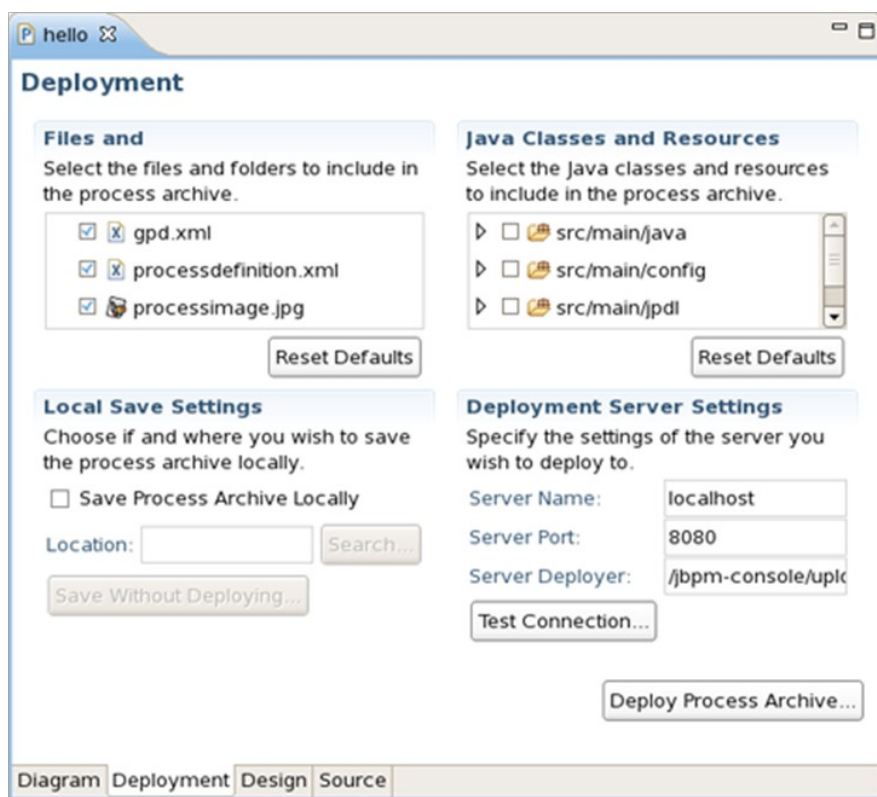 hello
Deployment
Files and
Select the files and folders to include in
the process archive.
gpd.xml
processdefinition.xml
processimage.jpg
Reset Defaults
Java Classes and Resources
Select the Java classes and resources
to include in the process archive.
src/main/java
src/main/config
src/main/jpdl
Reset Defaults
Local Save Settings
Choose if and where you wish to save
the process archive locally.
Save Process Archive Locally
Location:
Search...
Save Without Deploying...
Deployment Server Settings
Specify the settings of the server you
wish to deploy to.
Server Name: localhost
Server Port: 8080
Server Deployer: /jbpm-console/uplo
Test Connection...
Deploy Process Archive...
Diagram Deployment Design Source